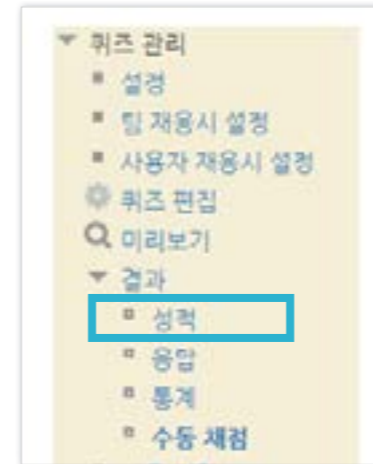 퀴즈 관리
설정
팀 재용시 설정
사용자 재용시 설정
퀴즈 편집
미리보기
결과
성적
응답
통계
수동 채점